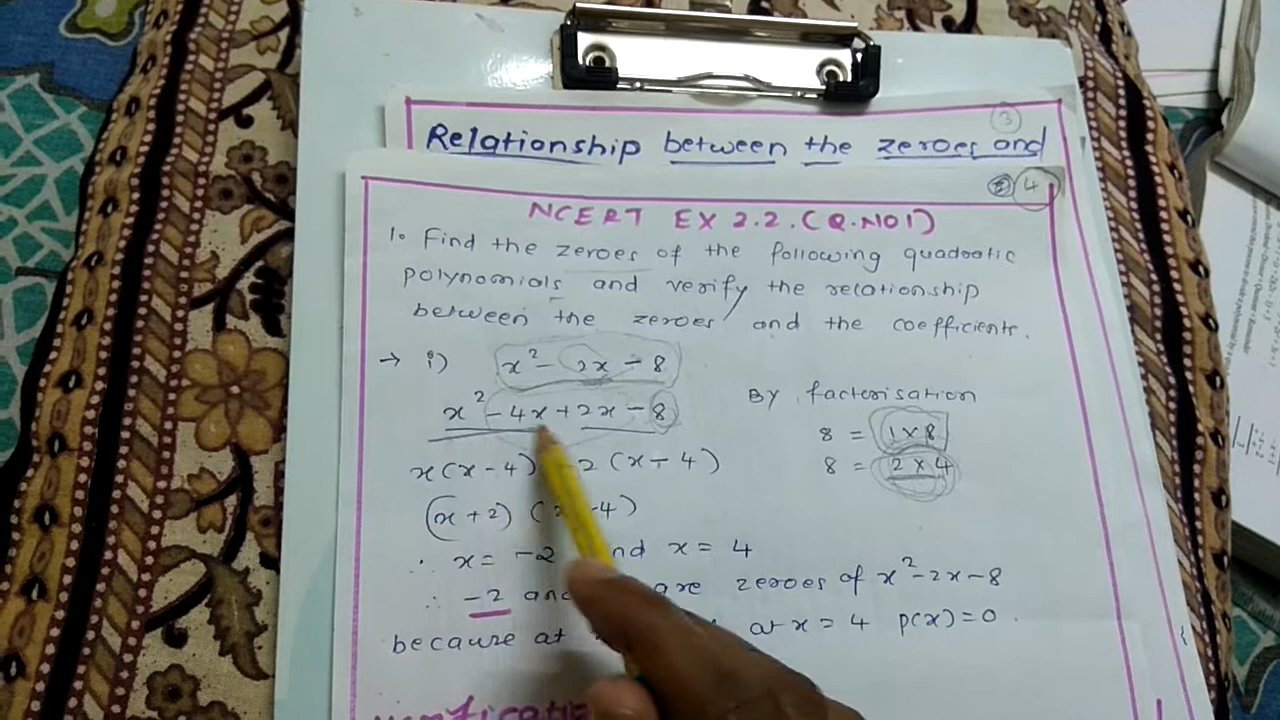 3
Relationship between the zeroes and
4
NCERT EX 2.2. (Q.NO1)
1. Find the zeroes of the following quadratic
polynomials and verify the relationship
between the zeroes and the coefficients.
→ i) x² - 2x - 8
x² - 4x + 2x - 8
By factorisation
8 = 1×8
x(x-4) +2 (x-4)
8 = 2×4
(x+2) (x-4)
∴ x = -2 and x = 4
∴ -2 and are zeroes of x²-2x-8
because at at x = 4 p(x)=0.